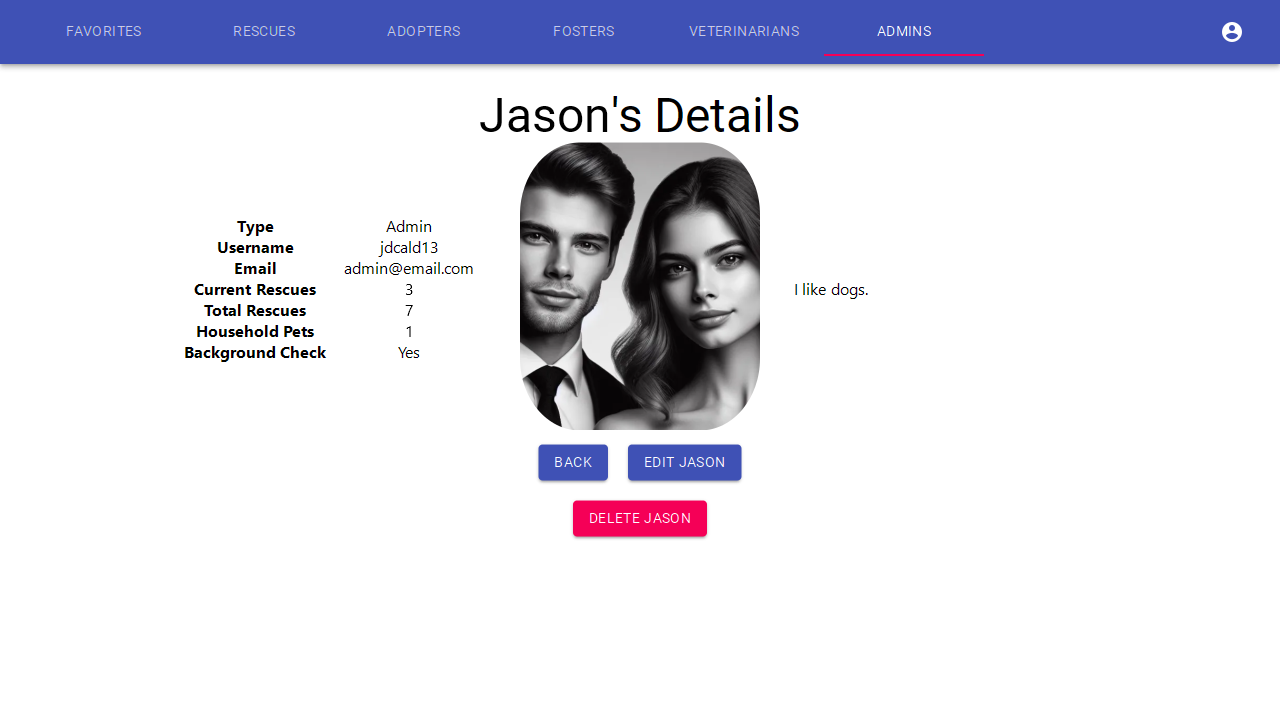 FAVORITES RESCUES ADOPTERS FOSTERS VETERINARIANS ADMINS
Jason's Details
Type Admin
Username jdcald13
Email admin@email.com
Current Rescues 3
Total Rescues 7
Household Pets 1
Background Check Yes
I like dogs.
BACK EDIT JASON
DELETE JASON